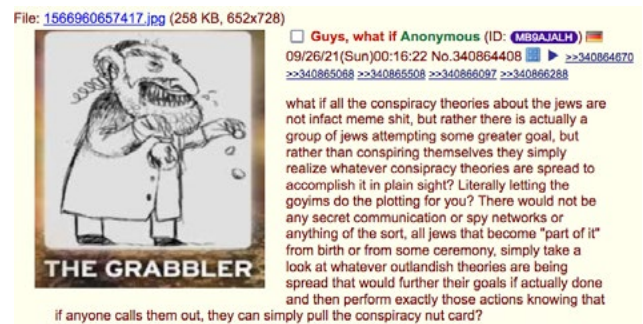 File: 1566960657417.jpg (258 KB, 652x728)
Guys, what if Anonymous (ID: MB9AJALH)
09/26/21(Sun)00:16:22 No.340864408 >>340864670
>>340865068 >>340865508 >>340866097 >>340866288
what if all the conspiracy theories about the jews are
not infact meme shit, but rather there is actually a
group of jews attempting some greater goal, but
rather than conspiring themselves they simply
realize whatever consipracy theories are spread to
accomplish it in plain sight? Literally letting the
goyims do the plotting for you? There would not be
any secret communication or spy networks or
anything of the sort, all jews that become "part of it"
from birth or from some ceremony, simply take a
look at whatever outlandish theories are being
spread that would further their goals if actually done
and then perform exactly those actions knowing that
if anyone calls them out, they can simply pull the conspiracy nut card?
THE GRABBLER